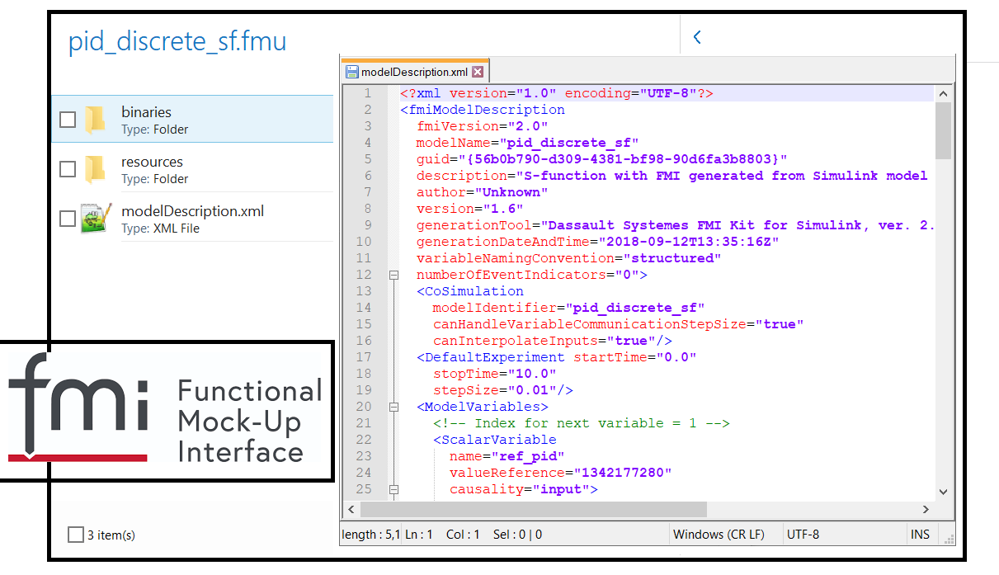 pid_discrete_sf.fmu
binaries
Type: Folder
resources
Type: Folder
modelDescription.xml
Type: XML File
fmi
Functional
Mock-Up
Interface
3 item(s)
modelDescription.xml
1 <?xml version="1.0" encoding="UTF-8"?>
2 <fmiModelDescription
3 fmiVersion="2.0"
4 modelName="pid_discrete_sf"
5 guid="{56b0b790-d309-4381-bf98-90d6fa3b8803}"
6 description="S-function with FMI generated from Simulink model
7 author="Unknown"
8 version="1.6"
9 generationTool="Dassault Systemes FMI Kit for Simulink, ver. 2.
10 generationDateAndTime="2018-09-12T13:35:16Z"
11 variableNamingConvention="structured"
12 numberOfEventIndicators="0">
13 <CoSimulation
14 modelIdentifier="pid_discrete_sf"
15 canHandleVariableCommunicationStepSize="true"
16 canInterpolateInputs="true"/>
17 <DefaultExperiment startTime="0.0"
18 stopTime="10.0"
19 stepSize="0.01"/>
20 <ModelVariables>
21 <!-- Index for next variable = 1 -->
22 <ScalarVariable
23 name="ref_pid"
24 valueReference="1342177280"
25 causality="input">
length : 5,1 Ln : 1 Col : 1 Sel : 0 | 0 Windows (CR LF) UTF-8 INS